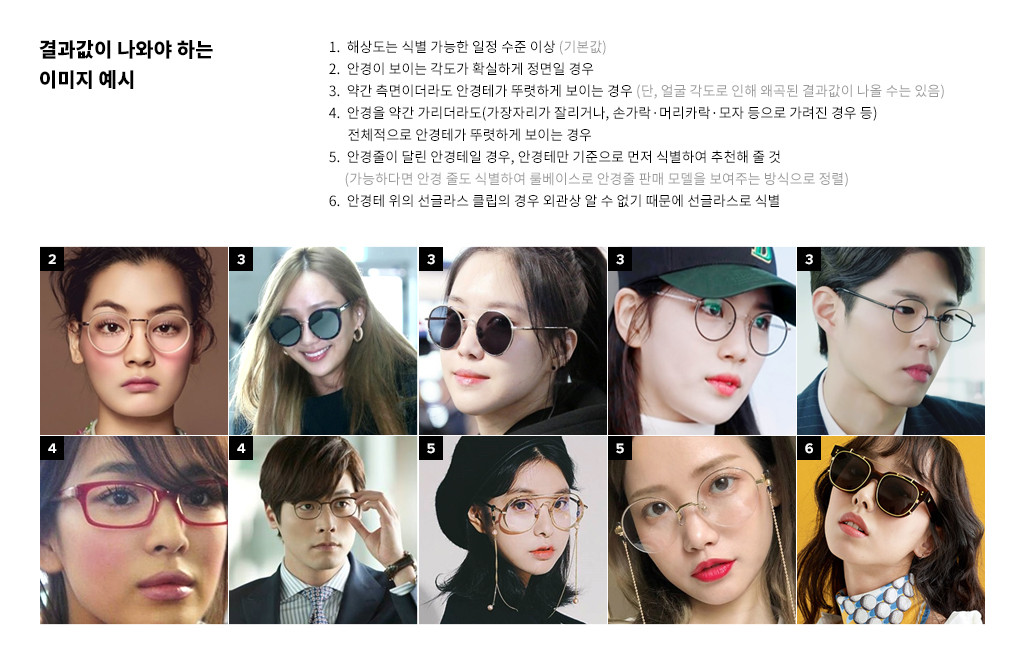 결과값이 나와야 하는
이미지 예시
1. 해상도는 식별 가능한 일정 수준 이상 (기본값)
2. 안경이 보이는 각도가 확실하게 정면일 경우
3. 약간 측면이더라도 안경테가 뚜렷하게 보이는 경우 (단, 얼굴 각도로 인해 왜곡된 결과값이 나올 수는 있음)
4. 안경을 약간 가리더라도(가장자리가 잘리거나, 손가락·머리카락·모자 등으로 가려진 경우 등)
전체적으로 안경테가 뚜렷하게 보이는 경우
5. 안경줄이 달린 안경테일 경우, 안경테만 기준으로 먼저 식별하여 추천해 줄 것
(가능하다면 안경 줄도 식별하여 룰베이스로 안경줄 판매 모델을 보여주는 방식으로 정렬)
6. 안경테 위의 선글라스 클립의 경우 외관상 알 수 없기 때문에 선글라스로 식별
2 3 3 3 3
4 4 5 5 6